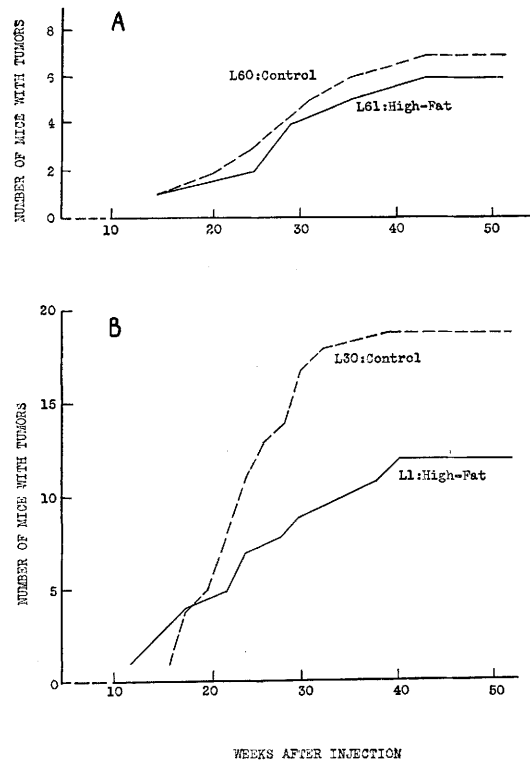 A
NUMBER OF MICE WITH TUMORS
8
6
4
2
0
L60:Control
L61:High-Fat
10
20
30
40
50
B
NUMBER OF MICE WITH TUMORS
20
15
10
5
0
L30:Control
L1:High-Fat
10
20
30
40
50
WEEKS AFTER INJECTION